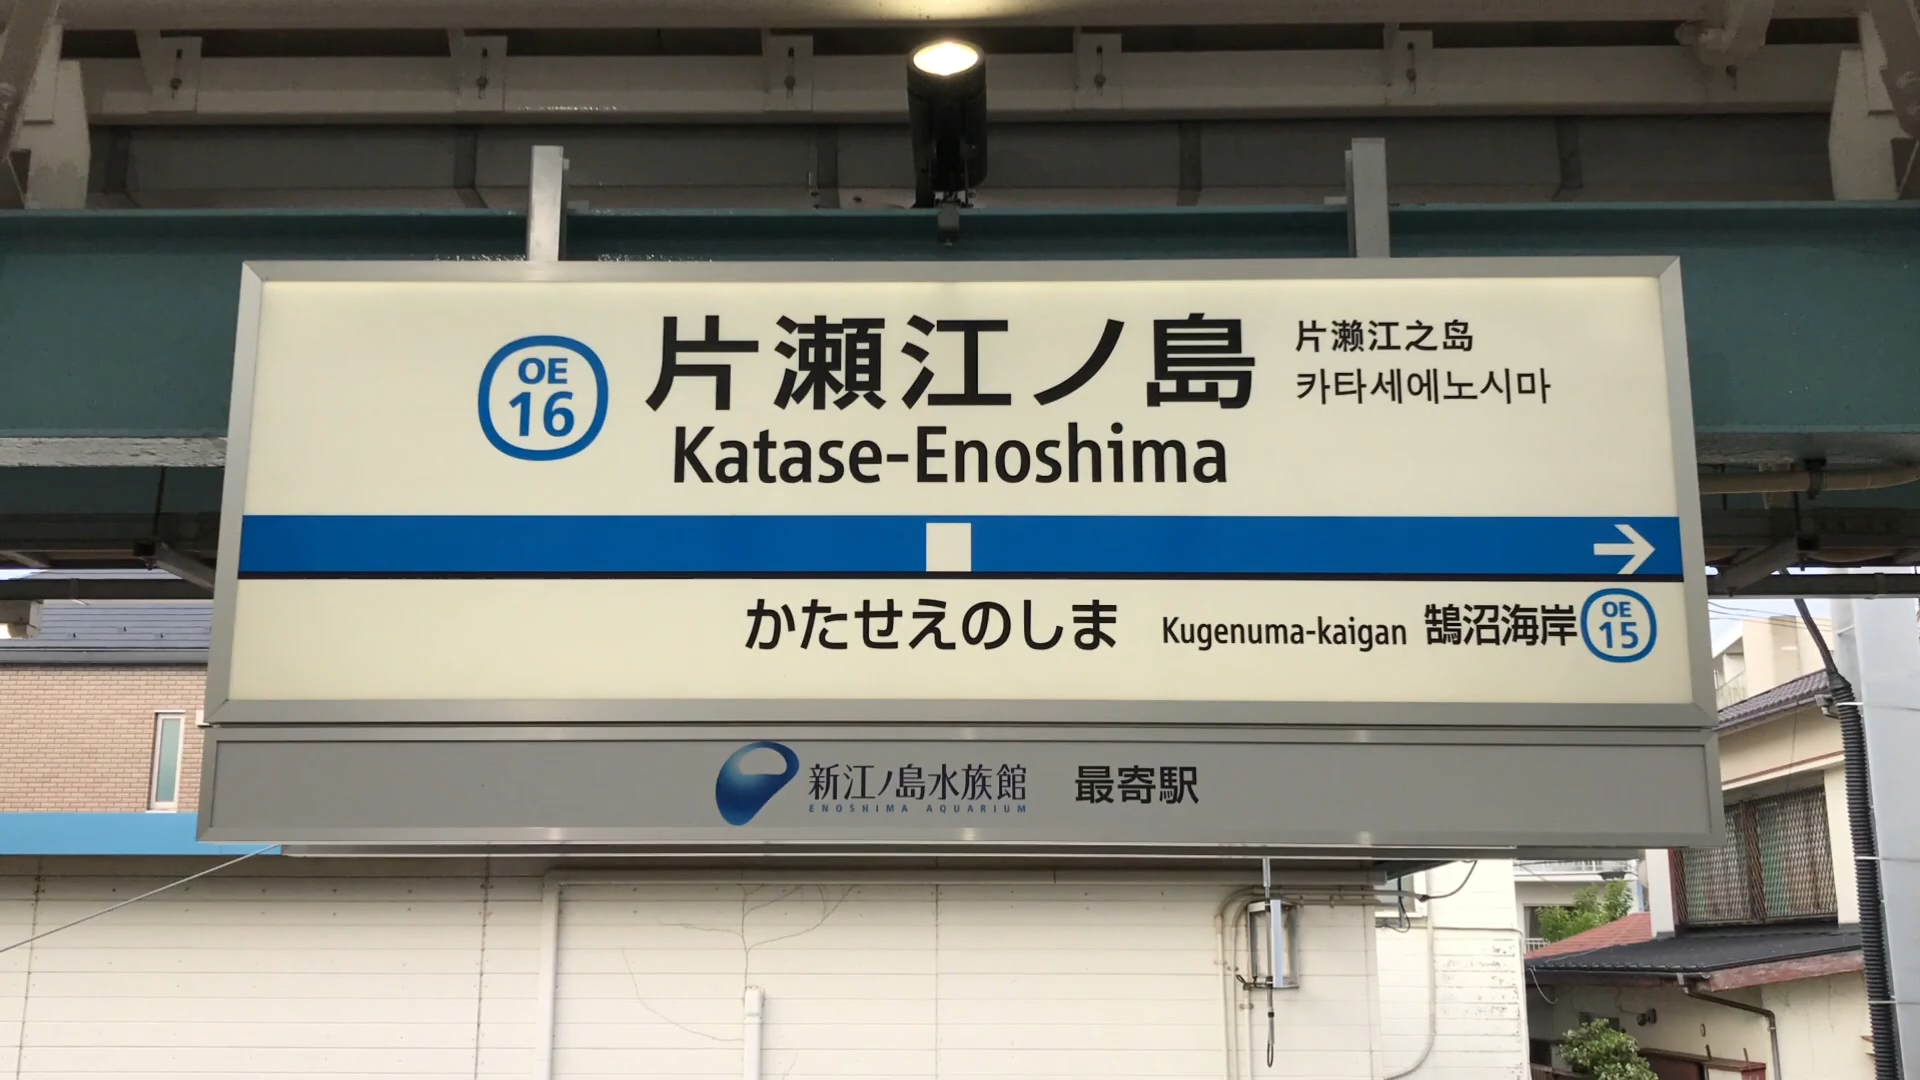 OE
16
片瀬江ノ島
Katase-Enoshima
片濑江之岛
카타세에노시마
かたせえのしま
Kugenuma-kaigan 鵠沼海岸
OE
15
新江ノ島水族館 最寄駅
ENOSHIMA AQUARIUM